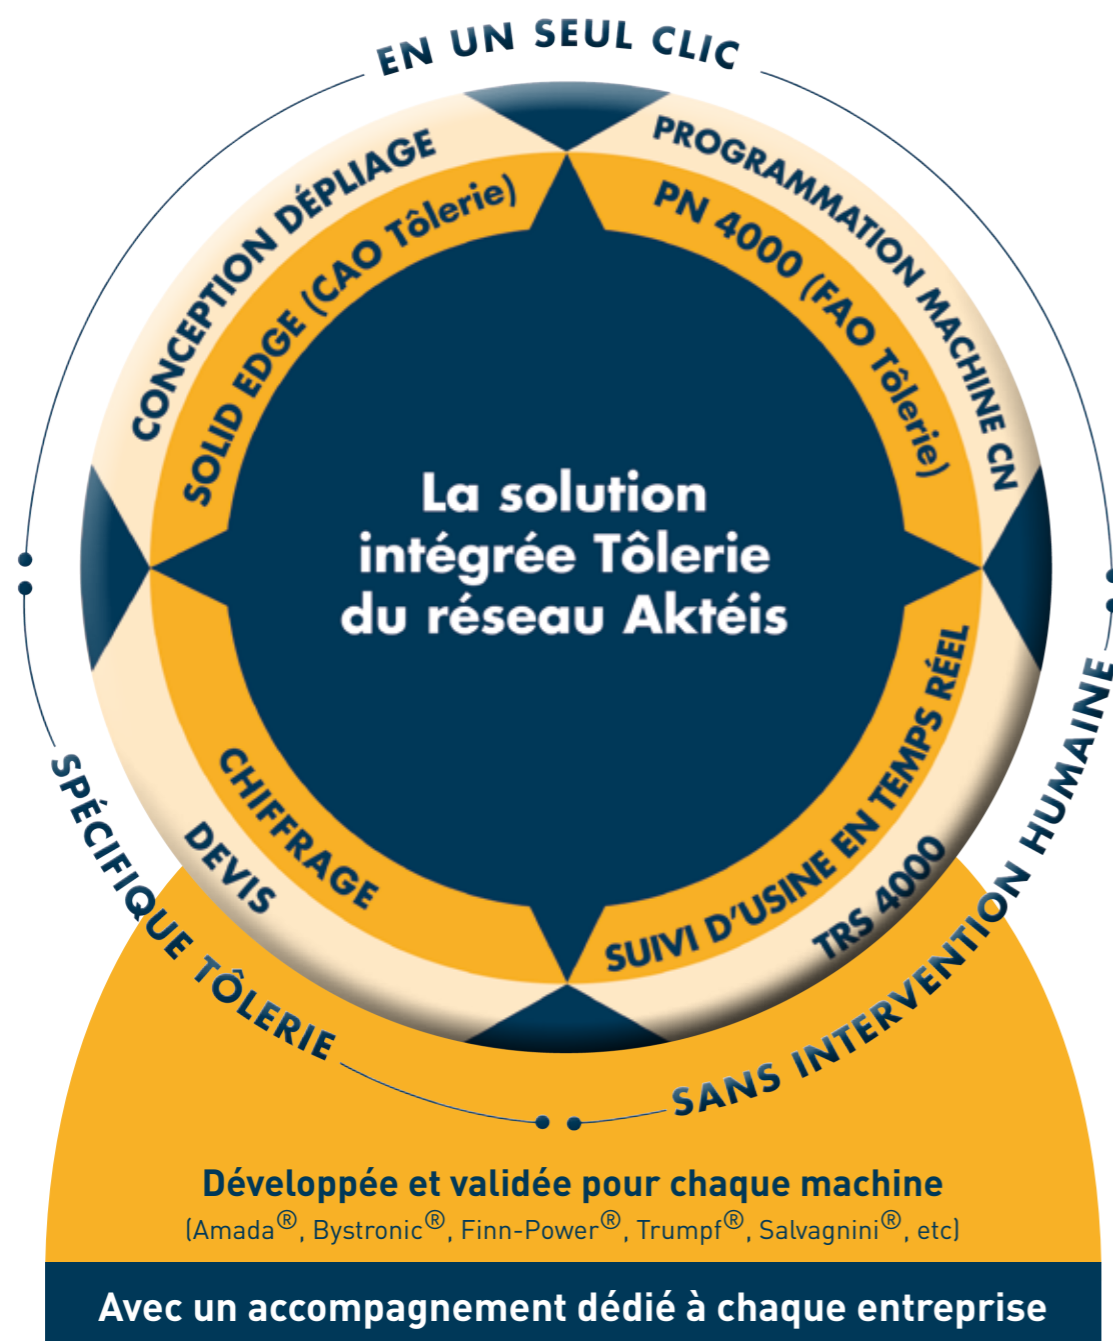 EN UN SEUL CLIC
CONCEPTION DÉPLIAGE
SOLID EDGE (CAO Tôlerie)
PROGRAMMATION MACHINE CN
PN 4000 (FAO Tôlerie)
La solution
intégrée Tôlerie
du réseau Aktéis
CHIFFRAGE
DEVIS
SUIVI D'USINE EN TEMPS RÉEL
TRS 4000
SPÉCIFIQUE TÔLERIE
SANS INTERVENTION HUMAINE
Développée et validée pour chaque machine
(Amada®, Bystronic®, Finn-Power®, Trumpf®, Salvagnini®, etc)
Avec un accompagnement dédié à chaque entreprise